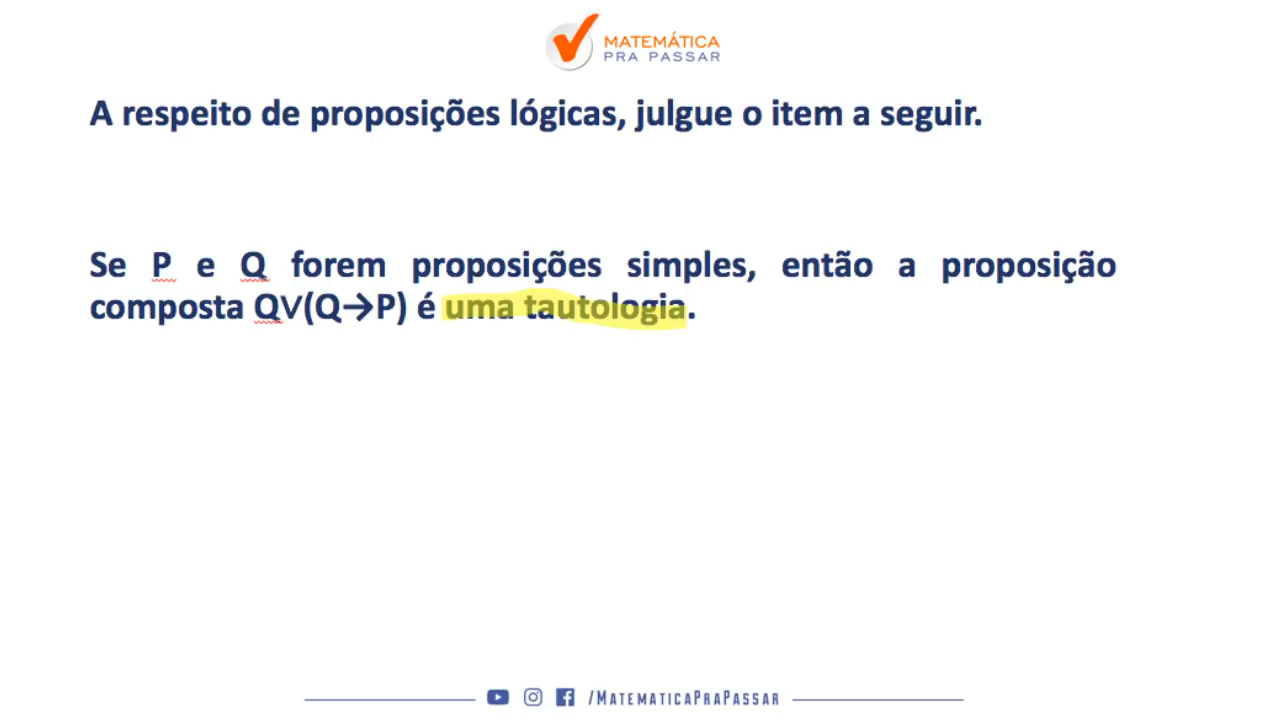 MATEMÁTICA
PRA PASSAR
A respeito de proposições lógicas, julgue o item a seguir.
Se P e Q forem proposições simples, então a proposição
composta Q∨(Q→P) é uma tautologia.
/MATEMATICAPRAPASSAR